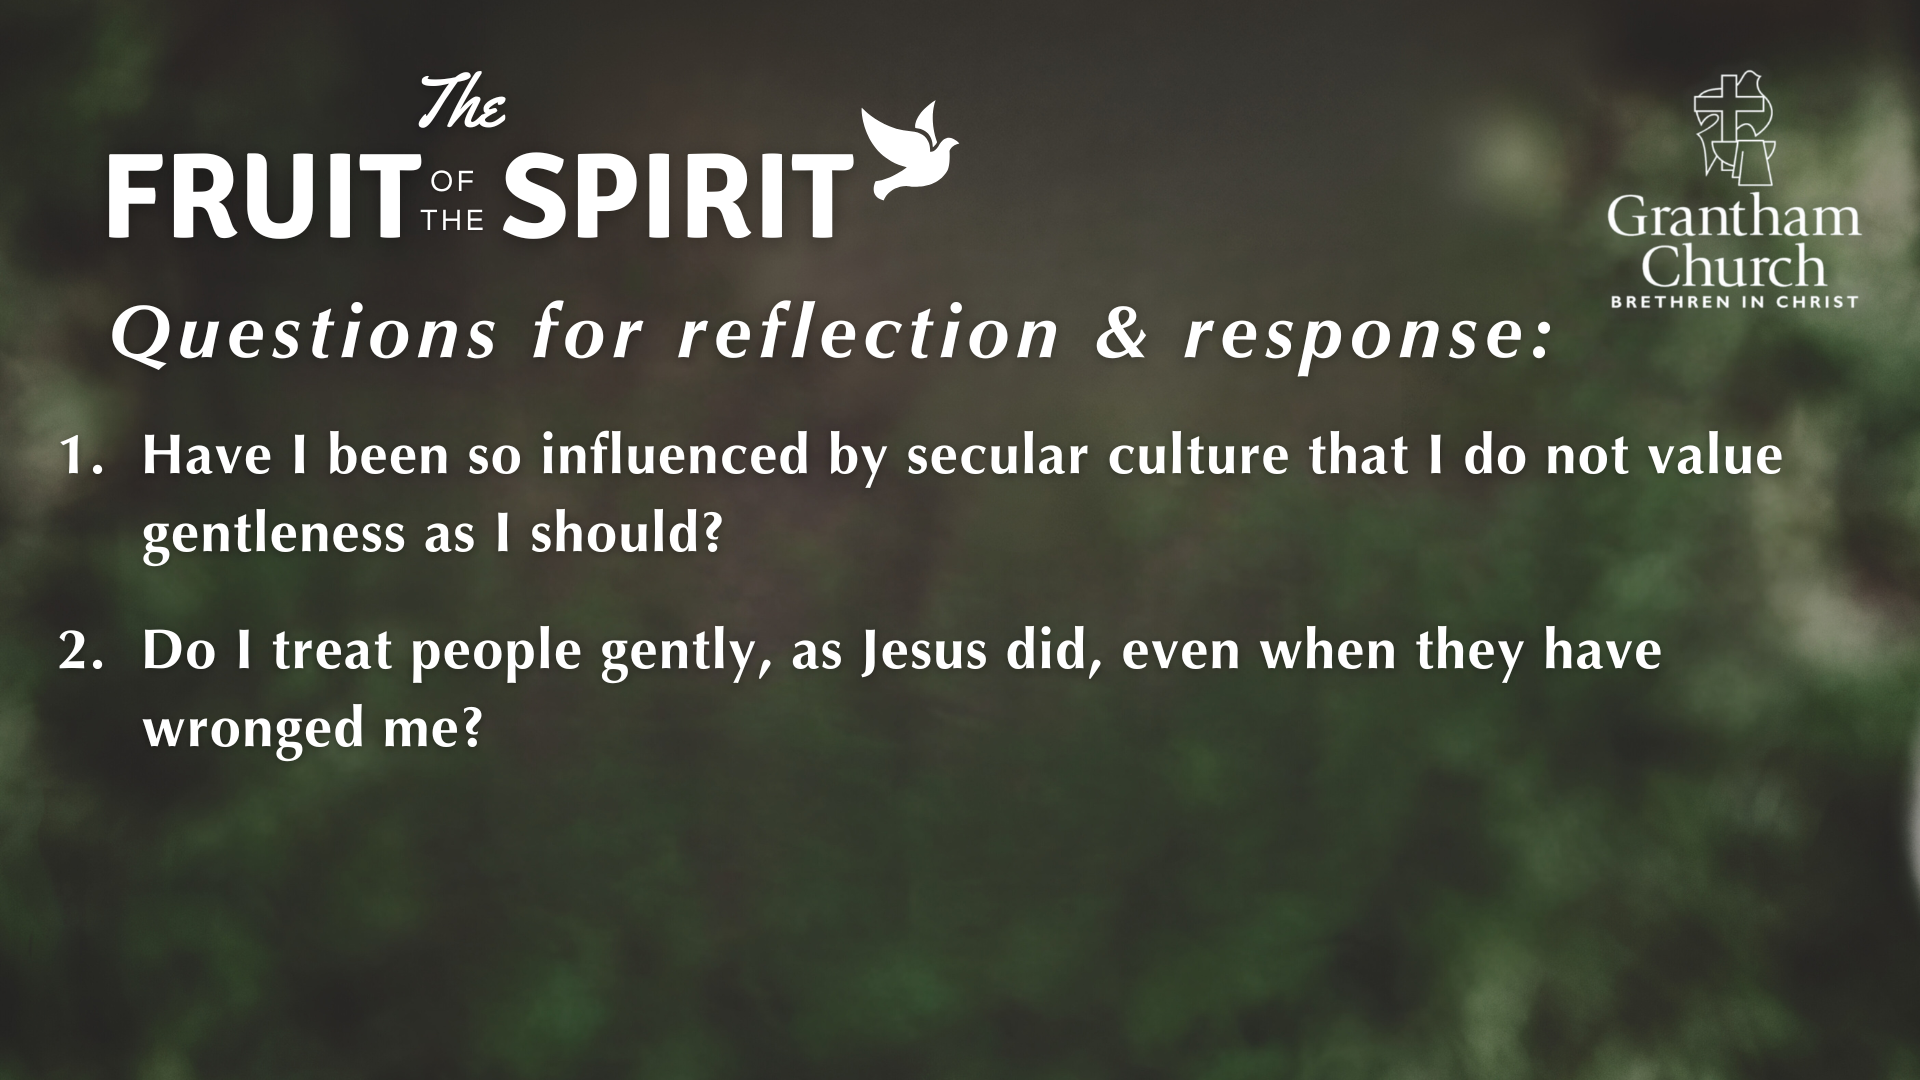 The
FRUIT OF THE SPIRIT
Grantham
Church
BRETHREN IN CHRIST
Questions for reflection & response:
1. Have I been so influenced by secular culture that I do not value
gentleness as I should?
2. Do I treat people gently, as Jesus did, even when they have
wronged me?